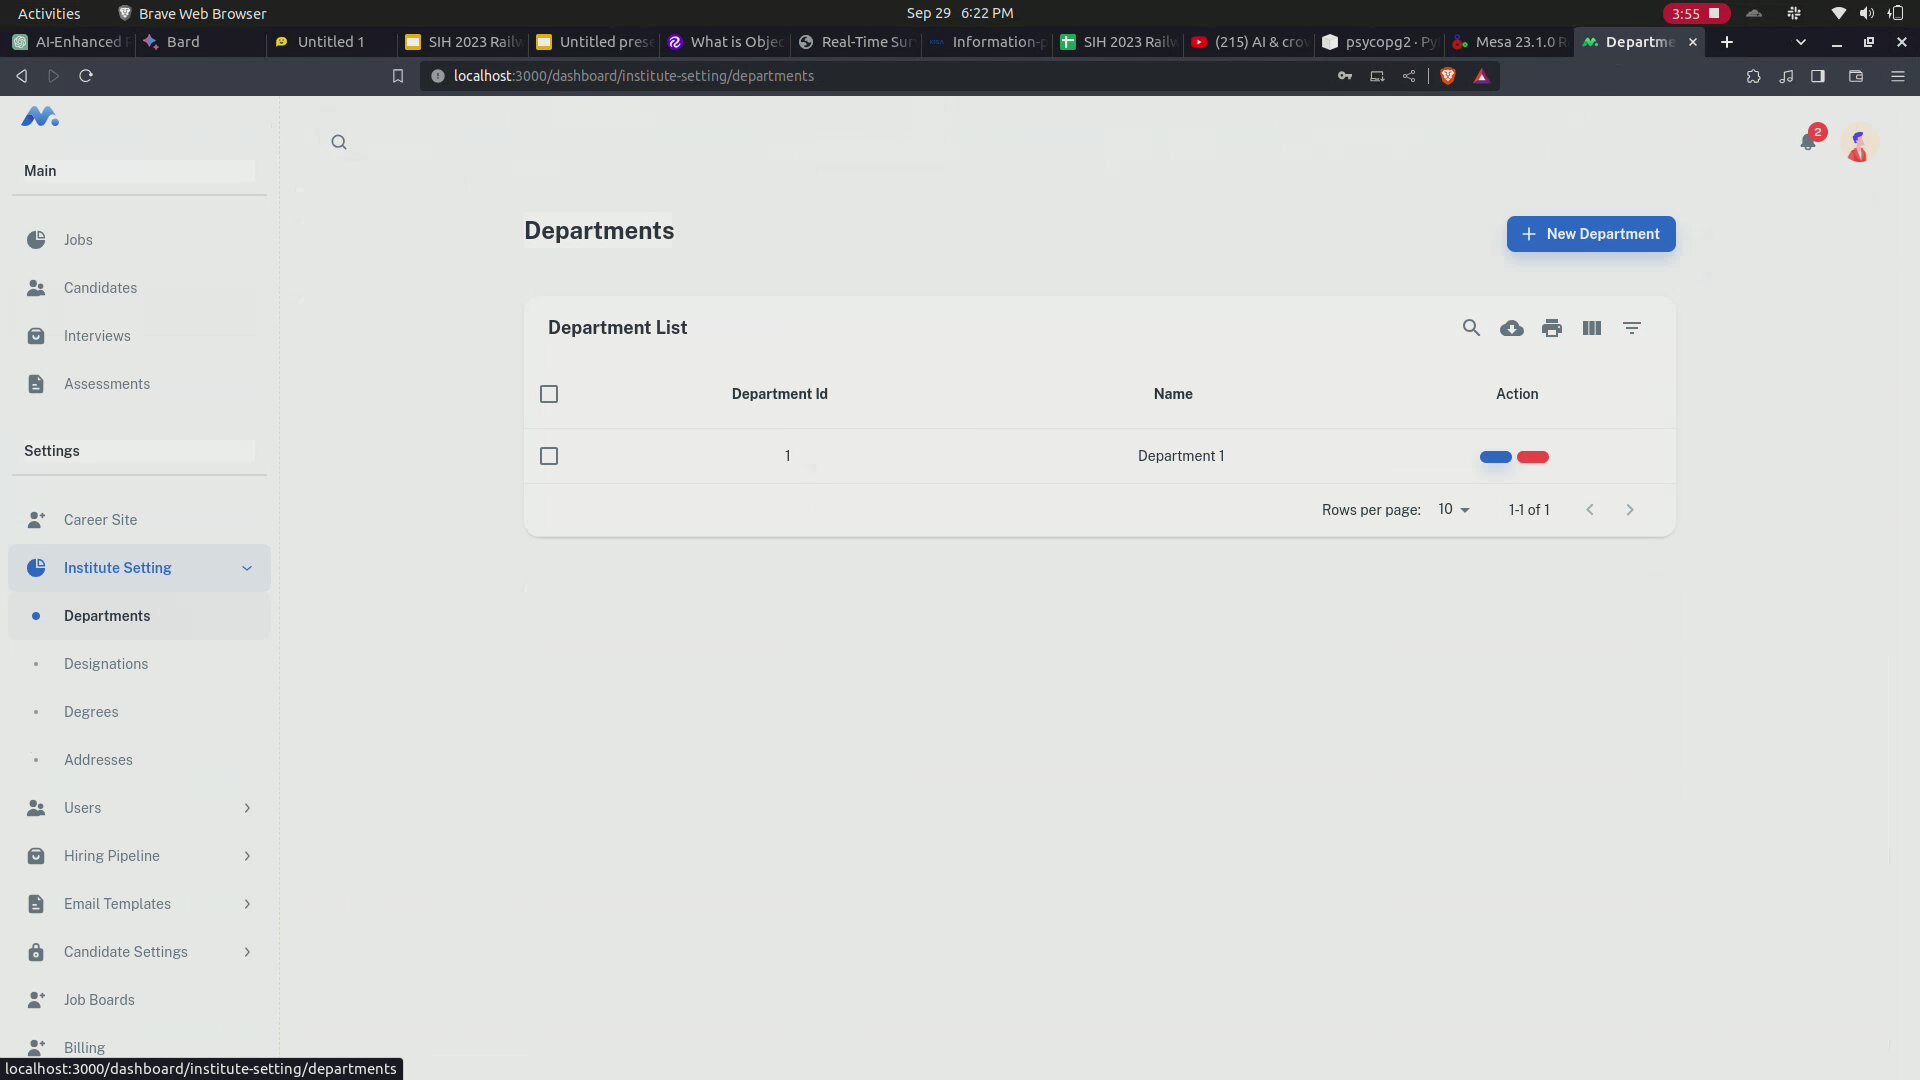 Activities
Brave Web Browser
Sep 29 6:22 PM
3:55
AI-Enhanced
Bard
Untitled 1
SIH 2023 Railw
Untitled prese
What is Objec
Real-Time Sur
Information-p
SIH 2023 Railw
(215) AI & crow
psycopg2 · Py
Mesa 23.1.0 R
Departme
localhost:3000/dashboard/institute-setting/departments
Main
Jobs
Candidates
Interviews
Assessments
Settings
Career Site
Institute Setting
Departments
Designations
Degrees
Addresses
Users
Hiring Pipeline
Email Templates
Candidate Settings
Job Boards
Billing
2
Departments
New Department
Department List
Department Id Name Action
1 Department 1
Rows per page: 10 1-1 of 1
localhost:3000/dashboard/institute-setting/departments